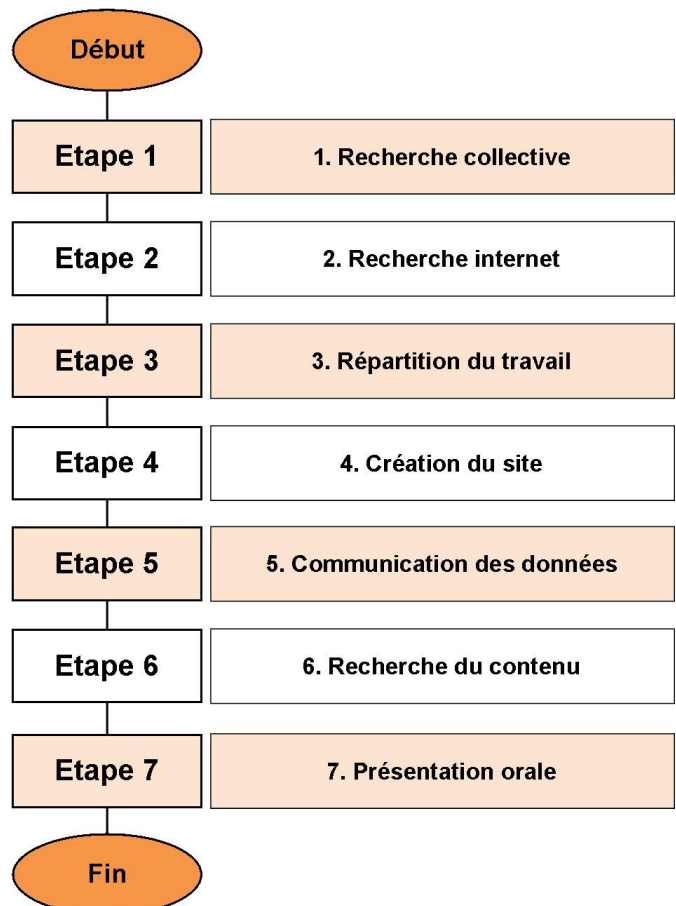 Début
Etape 1
1. Recherche collective
Etape 2
2. Recherche internet
Etape 3
3. Répartition du travail
Etape 4
4. Création du site
Etape 5
5. Communication des données
Etape 6
6. Recherche du contenu
Etape 7
7. Présentation orale
Fin